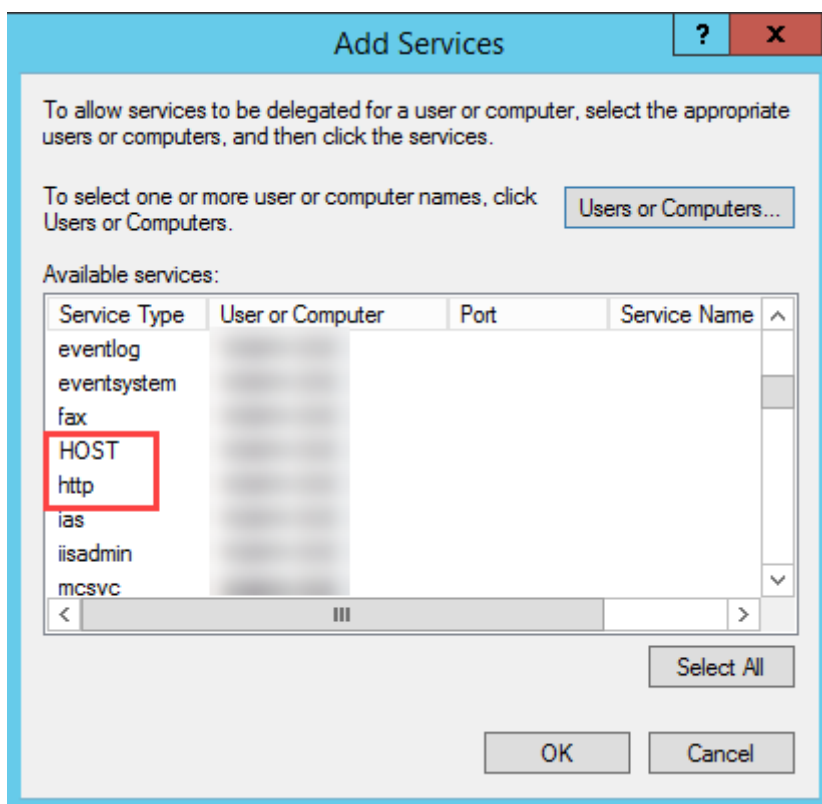 Add Services
?
x
To allow services to be delegated for a user or computer, select the appropriate
users or computers, and then click the services.
To select one or more user or computer names, click
Users or Computers.
Users or Computers...
Available services:
Service Type User or Computer Port Service Name
eventlog
eventsystem
fax
HOST
http
ias
iisadmin
mcsvc
Select All
OK
Cancel